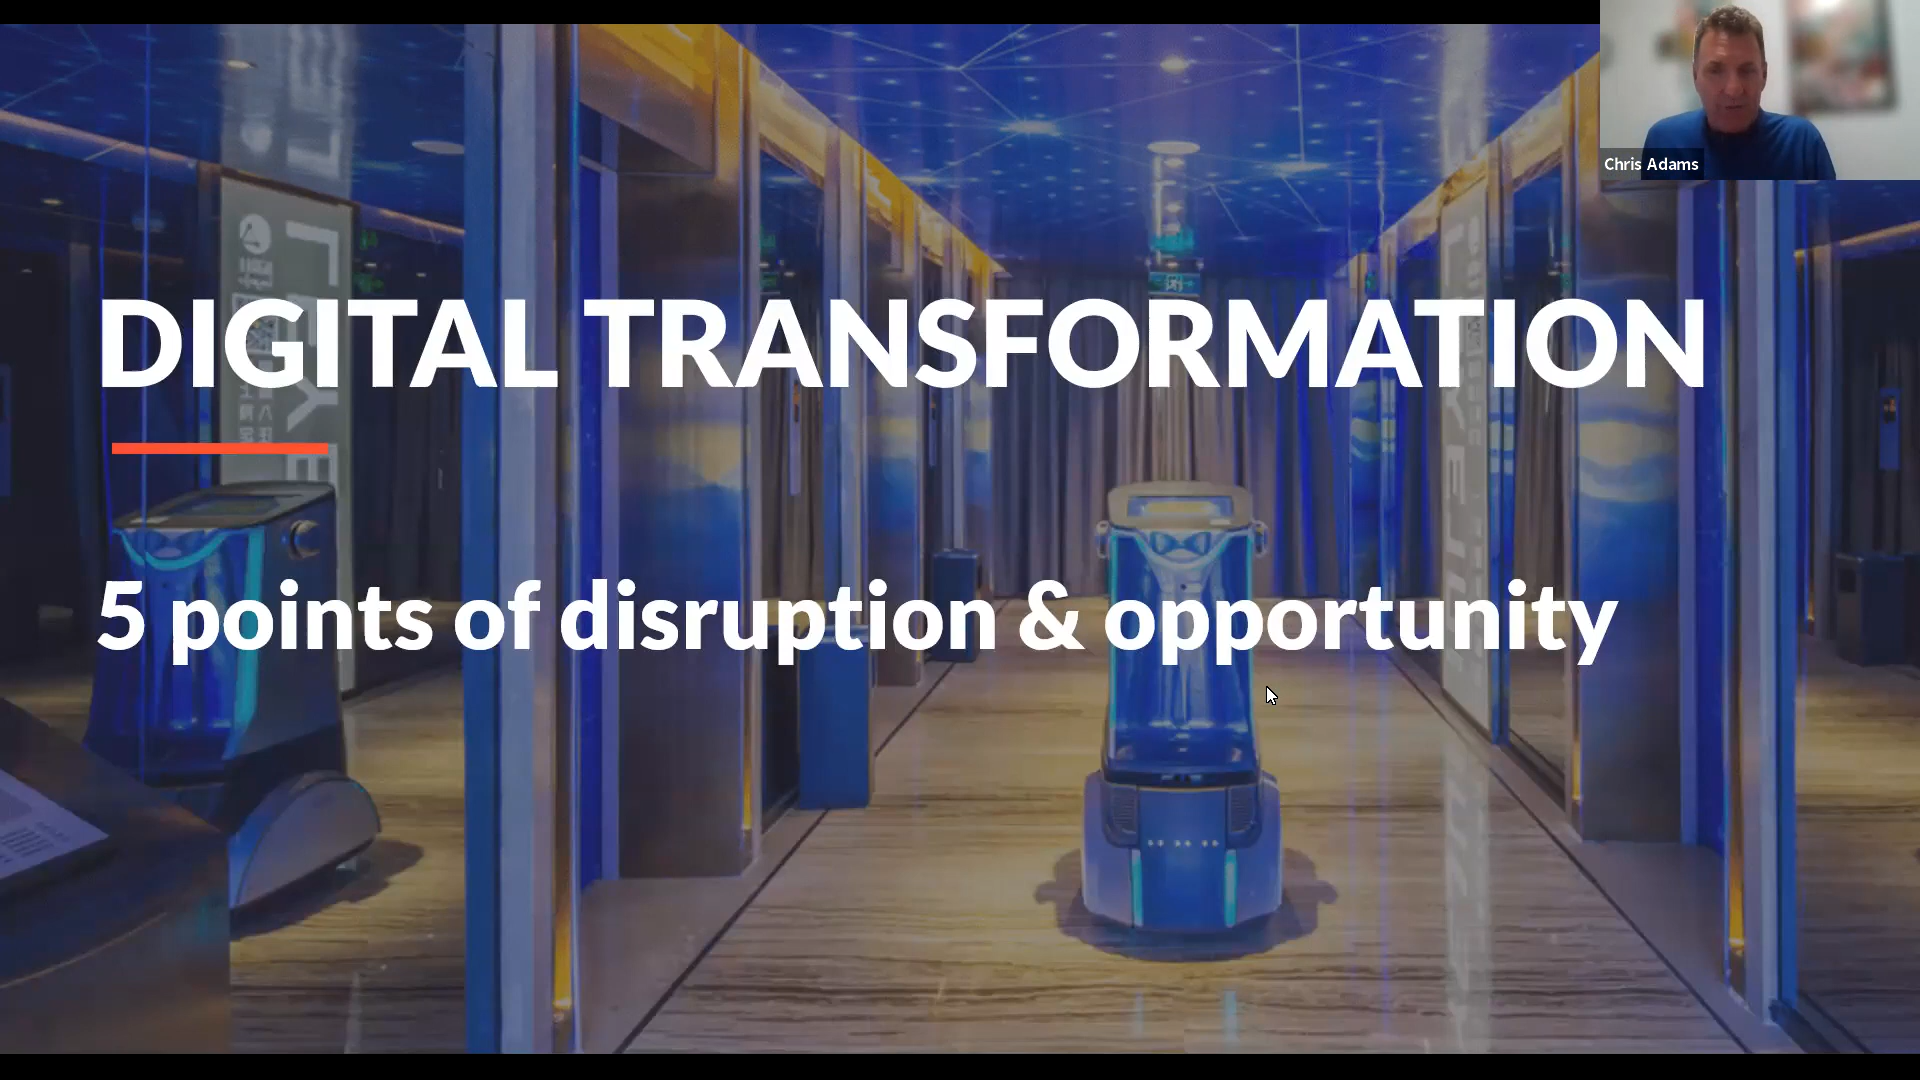 Chris Adams
DIGITAL TRANSFORMATION
5 points of disruption & opportunity